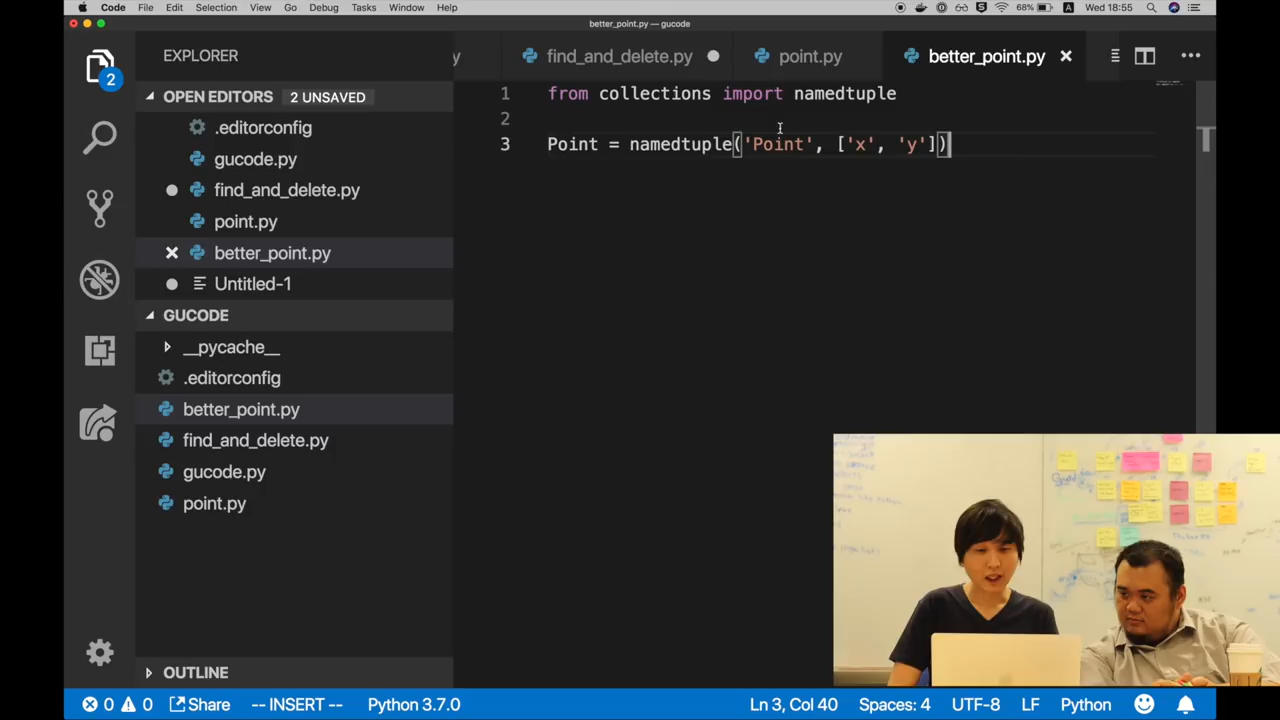 Code File Edit Selection View Go Debug Tasks Window Help 68% A Wed 18:55
better_point.py — gucode
EXPLORER
y find_and_delete.py point.py better_point.py
OPEN EDITORS 2 UNSAVED
.editorconfig
gucode.py
find_and_delete.py
point.py
better_point.py
Untitled-1
GUCODE
__pycache__
.editorconfig
better_point.py
find_and_delete.py
gucode.py
point.py
OUTLINE
2
1 from collections import namedtuple
2
3 Point = namedtuple('Point', ['x', 'y'])
0 0 Share -- INSERT -- Python 3.7.0 Ln 3, Col 40 Spaces: 4 UTF-8 LF Python